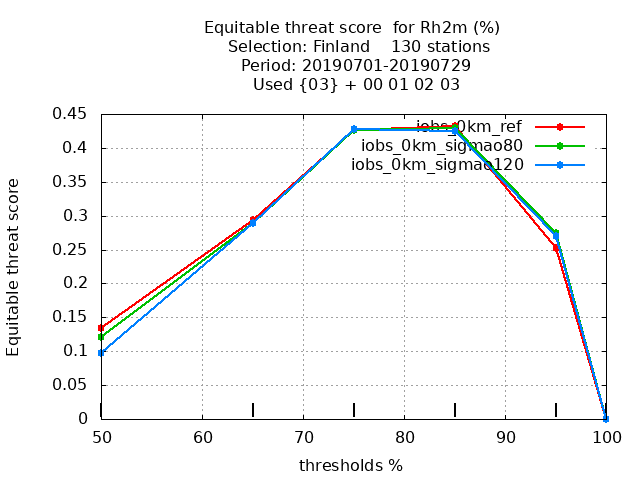 Equitable threat score  for Rh2m (%)
Selection: Finland    130 stations
Period: 20190701-20190729
Used {03} + 00 01 02 03
iobs_0km_ref
iobs_0km_sigmao80
iobs_0km_sigmao120
Equitable threat score
0.45
0.4
0.35
0.3
0.25
0.2
0.15
0.1
0.05
0
50 60 70 80 90 100
thresholds %